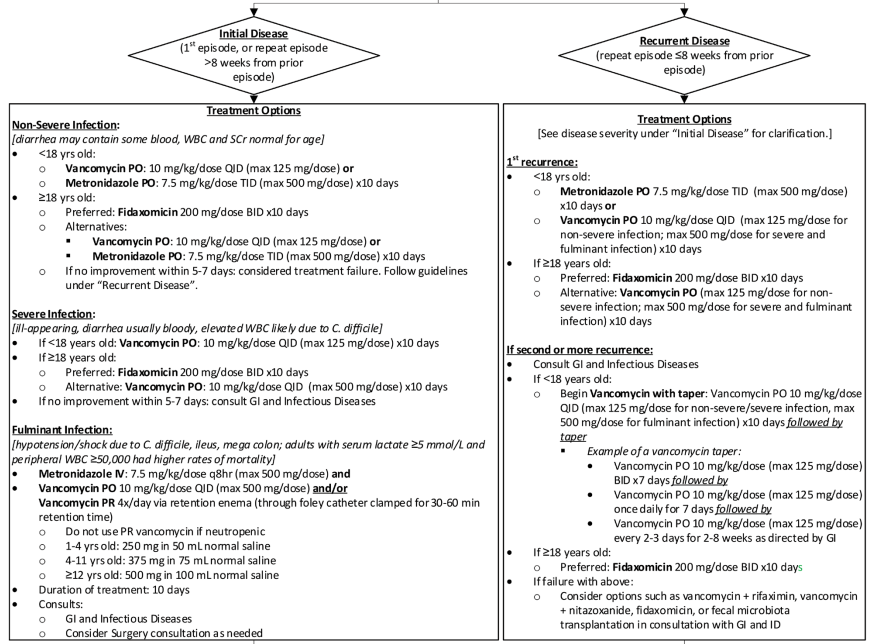 Initial Disease
(1st episode, or repeat episode
>8 weeks from prior
episode)
Recurrent Disease
(repeat episode ≤8 weeks from prior
episode)
Treatment Options
Non-Severe Infection:
[diarrhea may contain some blood, WBC and SCr normal for age]
• <18 yrs old:
o Vancomycin PO: 10 mg/kg/dose QID (max 125 mg/dose) or
o Metronidazole PO: 7.5 mg/kg/dose TID (max 500 mg/dose) x10 days
• ≥18 yrs old:
o Preferred: Fidaxomicin 200 mg/dose BID x10 days
o Alternatives:
▪ Vancomycin PO: 10 mg/kg/dose QID (max 125 mg/dose) or
▪ Metronidazole PO: 7.5 mg/kg/dose TID (max 500 mg/dose) x10 days
o If no improvement within 5-7 days: considered treatment failure. Follow guidelines
under “Recurrent Disease”.
Severe Infection:
[ill-appearing, diarrhea usually bloody, elevated WBC likely due to C. difficile]
• If <18 years old: Vancomycin PO: 10 mg/kg/dose QID (max 125 mg/dose) x10 days
• If ≥18 years old:
o Preferred: Fidaxomicin 200 mg/dose BID x10 days
o Alternative: Vancomycin PO: 10 mg/kg/dose QID (max 500 mg/dose) x10 days
• If no improvement within 5-7 days: consult GI and Infectious Diseases
Fulminant Infection:
[hypotension/shock due to C. difficile, ileus, mega colon; adults with serum lactate ≥5 mmol/L and
peripheral WBC ≥50,000 had higher rates of mortality]
• Metronidazole IV: 7.5 mg/kg/dose q8hr (max 500 mg/dose) and
• Vancomycin PO 10 mg/kg/dose QID (max 500 mg/dose) and/or
Vancomycin PR 4x/day via retention enema (through foley catheter clamped for 30-60 min
retention time)
o Do not use PR vancomycin if neutropenic
o 1-4 yrs old: 250 mg in 50 mL normal saline
o 4-11 yrs old: 375 mg in 75 mL normal saline
o ≥12 yrs old: 500 mg in 100 mL normal saline
• Duration of treatment: 10 days
• Consults:
o GI and Infectious Diseases
o Consider Surgery consultation as needed
Treatment Options
[See disease severity under “Initial Disease” for clarification.]
1st recurrence:
• <18 yrs old:
o Metronidazole PO 7.5 mg/kg/dose TID (max 500 mg/dose)
x10 days or
o Vancomycin PO 10 mg/kg/dose QID (max 125 mg/dose for
non-severe infection; max 500 mg/dose for severe and
fulminant infection) x10 days
• If ≥18 years old:
o Preferred: Fidaxomicin 200 mg/dose BID x10 days
o Alternative: Vancomycin PO (max 125 mg/dose for non-
severe infection; max 500 mg/dose for severe and fulminant
infection) x10 days
If second or more recurrence:
• Consult GI and Infectious Diseases
• If <18 years old:
o Begin Vancomycin with taper: Vancomycin PO 10 mg/kg/dose
QID (max 125 mg/dose for non-severe/severe infection, max
500 mg/dose for fulminant infection) x10 days followed by
taper
▪ Example of a vancomycin taper:
• Vancomycin PO 10 mg/kg/dose (max 125 mg/dose)
BID x7 days followed by
• Vancomycin PO 10 mg/kg/dose (max 125 mg/dose)
once daily for 7 days followed by
• Vancomycin PO 10 mg/kg/dose (max 125 mg/dose)
every 2-3 days for 2-8 weeks as directed by GI
• If ≥18 years old:
o Preferred: Fidaxomicin 200 mg/dose BID x10 days
• If failure with above:
o Consider options such as vancomycin + rifaximin, vancomycin
+ nitazoxanide, fidaxomicin, or fecal microbiota
transplantation in consultation with GI and ID